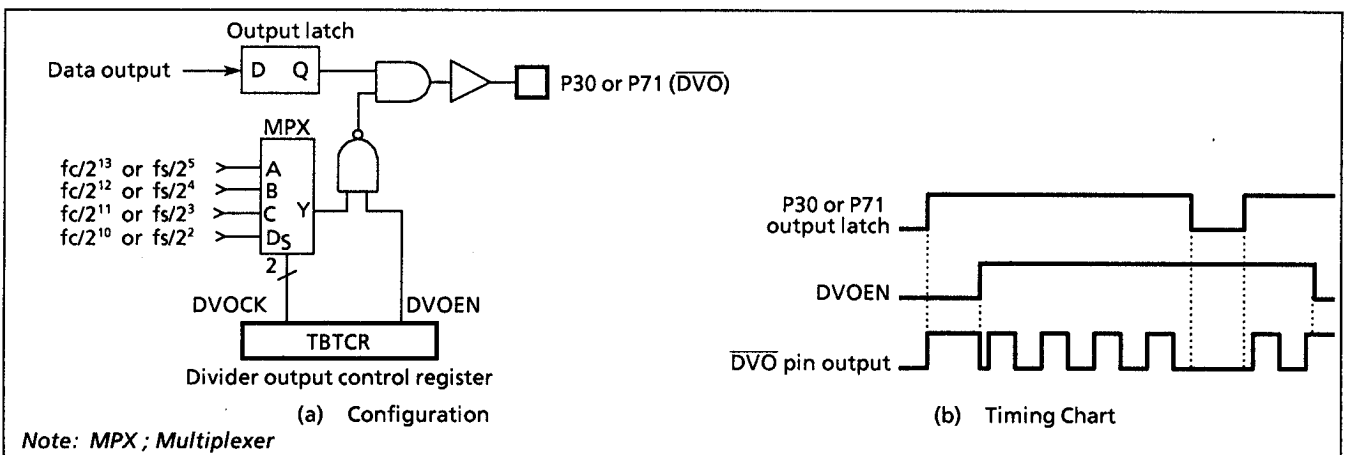 Output latch
Data output
D Q
P30 or P71 (D̅V̅O̅)
MPX
fc/2¹³ or fs/2⁵ A
fc/2¹² or fs/2⁴ B
fc/2¹¹ or fs/2³ C Y
fc/2¹⁰ or fs/2² D S
2
DVOCK DVOEN
TBTCR
Divider output control register
(a) Configuration
P30 or P71
output latch
DVOEN
D̅V̅O̅ pin output
(b) Timing Chart
Note: MPX ; Multiplexer